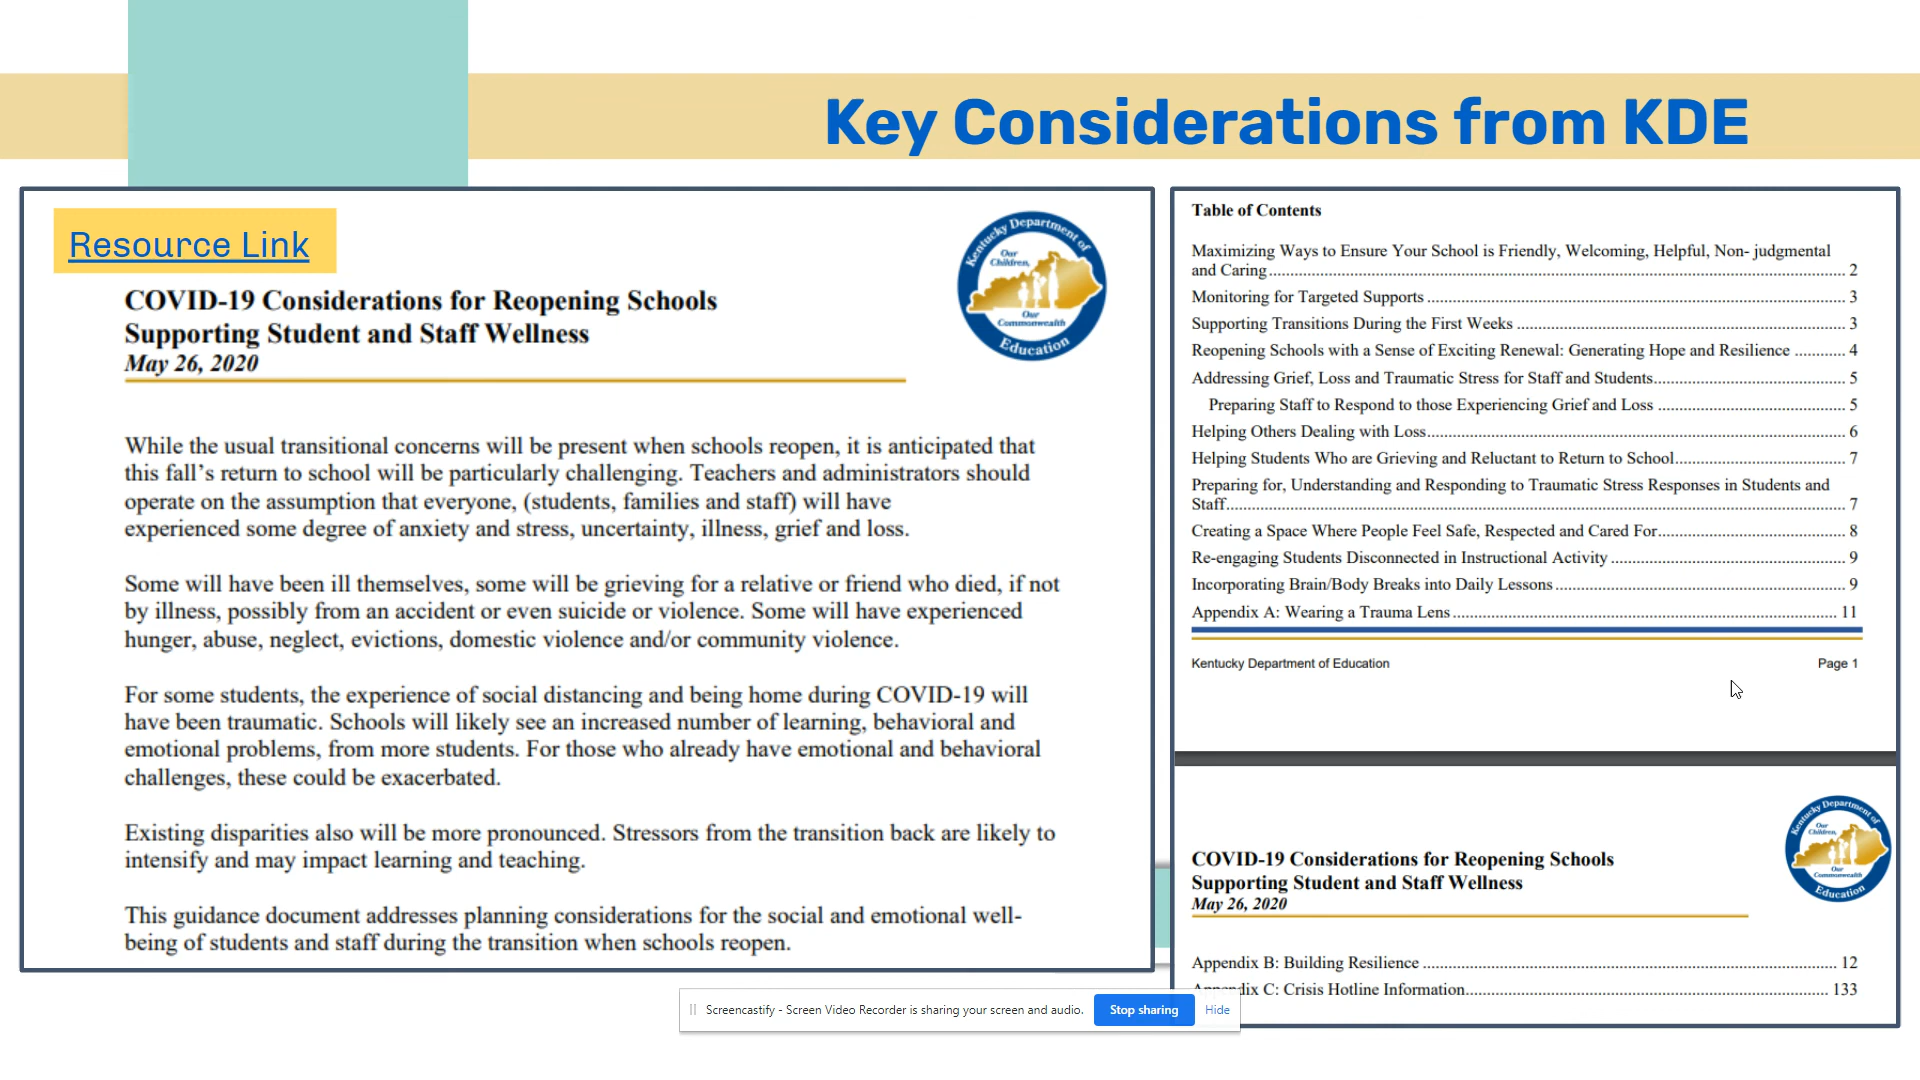 Key Considerations from KDE
Resource Link
Kentucky Department of
Our
Children,
Our
Commonwealth
Education
COVID-19 Considerations for Reopening Schools
Supporting Student and Staff Wellness
May 26, 2020
While the usual transitional concerns will be present when schools reopen, it is anticipated that
this fall’s return to school will be particularly challenging. Teachers and administrators should
operate on the assumption that everyone, (students, families and staff) will have
experienced some degree of anxiety and stress, uncertainty, illness, grief and loss.
Some will have been ill themselves, some will be grieving for a relative or friend who died, if not
by illness, possibly from an accident or even suicide or violence. Some will have experienced
hunger, abuse, neglect, evictions, domestic violence and/or community violence.
For some students, the experience of social distancing and being home during COVID-19 will
have been traumatic. Schools will likely see an increased number of learning, behavioral and
emotional problems, from more students. For those who already have emotional and behavioral
challenges, these could be exacerbated.
Existing disparities also will be more pronounced. Stressors from the transition back are likely to
intensify and may impact learning and teaching.
This guidance document addresses planning considerations for the social and emotional well-
being of students and staff during the transition when schools reopen.
Table of Contents
Maximizing Ways to Ensure Your School is Friendly, Welcoming, Helpful, Non- judgmental
and Caring 2
Monitoring for Targeted Supports 3
Supporting Transitions During the First Weeks 3
Reopening Schools with a Sense of Exciting Renewal: Generating Hope and Resilience 4
Addressing Grief, Loss and Traumatic Stress for Staff and Students 5
Preparing Staff to Respond to those Experiencing Grief and Loss 5
Helping Others Dealing with Loss 6
Helping Students Who are Grieving and Reluctant to Return to School 7
Preparing for, Understanding and Responding to Traumatic Stress Responses in Students and
Staff 7
Creating a Space Where People Feel Safe, Respected and Cared For 8
Re-engaging Students Disconnected in Instructional Activity 9
Incorporating Brain/Body Breaks into Daily Lessons 9
Appendix A: Wearing a Trauma Lens 11
Kentucky Department of Education Page 1
Kentucky Department of
Our
Children,
Our
Commonwealth
Education
COVID-19 Considerations for Reopening Schools
Supporting Student and Staff Wellness
May 26, 2020
Appendix B: Building Resilience 12
Appendix C: Crisis Hotline Information 133
Screencastify - Screen Video Recorder is sharing your screen and audio. Stop sharing Hide